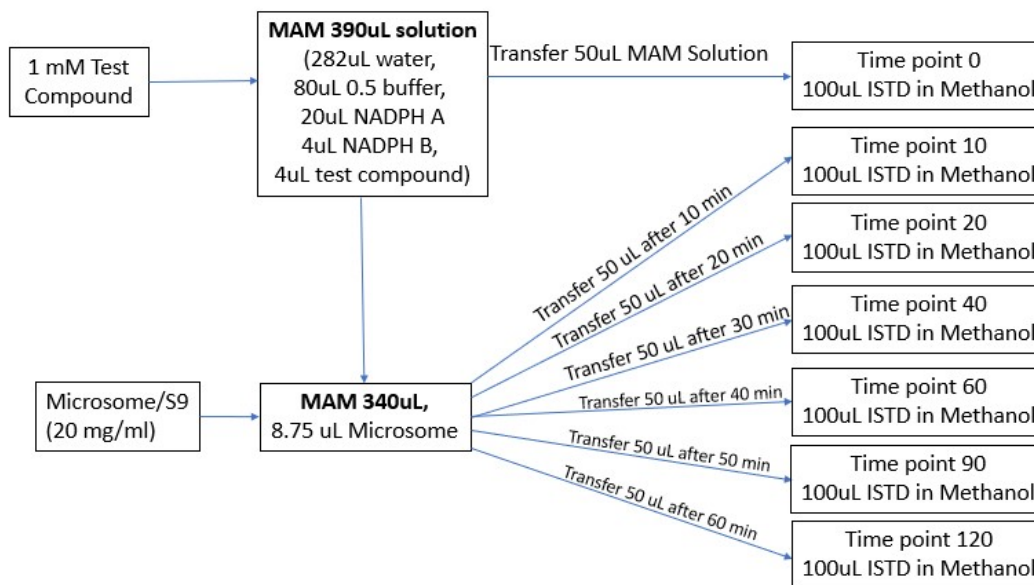 1 mM Test
Compound
MAM 390uL solution
(282uL water,
80uL 0.5 buffer,
20uL NADPH A
4uL NADPH B,
4uL test compound)
Transfer 50uL MAM Solution
Time point 0
100uL ISTD in Methanol
Transfer 50 uL after 10 min
Time point 10
100uL ISTD in Methanol
Transfer 50 uL after 20 min
Time point 20
100uL ISTD in Methanol
Transfer 50 uL after 30 min
Time point 40
100uL ISTD in Methanol
Microsome/S9
(20 mg/ml)
MAM 340uL,
8.75 uL Microsome
Transfer 50 uL after 40 min
Time point 60
100uL ISTD in Methanol
Transfer 50 uL after 50 min
Time point 90
100uL ISTD in Methanol
Transfer 50 uL after 60 min
Time point 120
100uL ISTD in Methanol